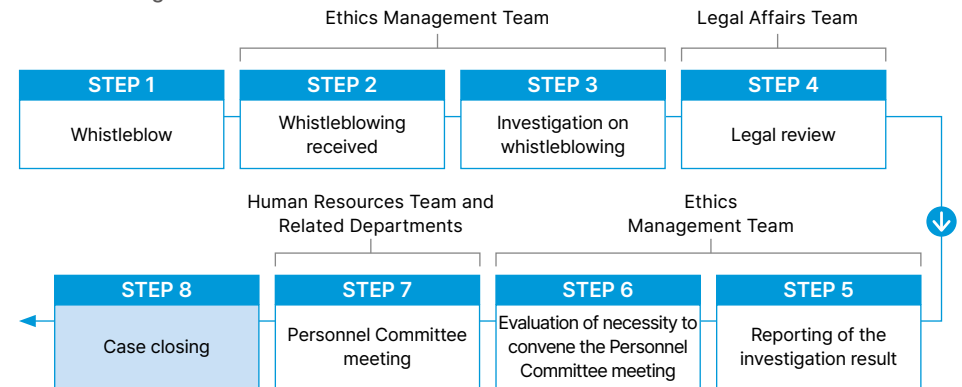 Ethics Management Team
Legal Affairs Team
STEP 1
Whistleblow
STEP 2
Whistleblowing
received
STEP 3
Investigation on
whistleblowing
STEP 4
Legal review
Ethics
Management Team
STEP 5
Reporting of the
investigation result
STEP 6
Evaluation of necessity to
convene the Personnel
Committee meeting
Human Resources Team and
Related Departments
STEP 7
Personnel Committee
meeting
STEP 8
Case closing